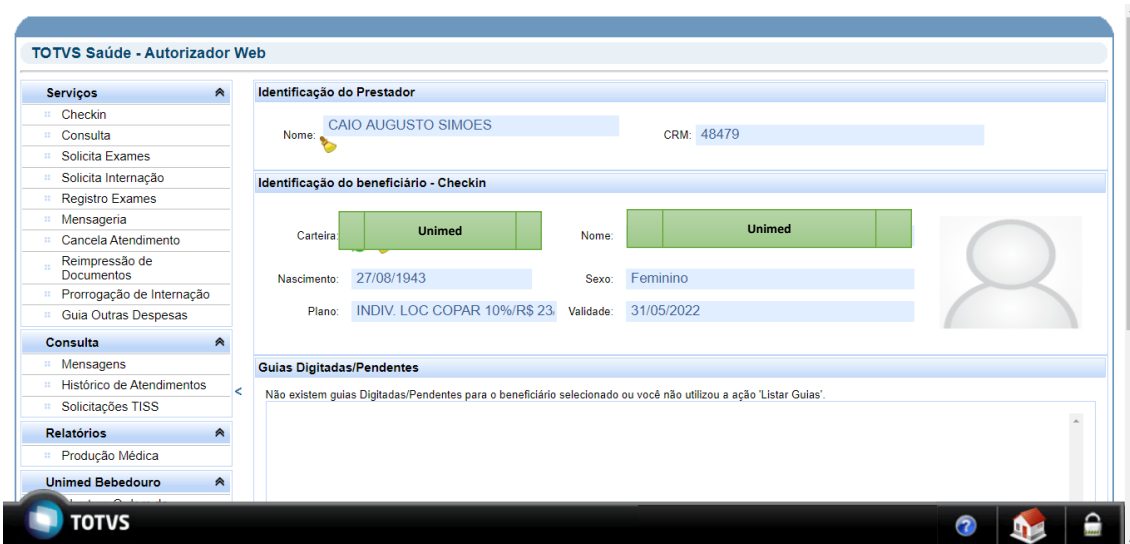 TOTVS Saúde - Autorizador Web
Serviços
Checkin
Consulta
Solicita Exames
Solicita Internação
Registro Exames
Mensageria
Cancela Atendimento
Reimpressão de
Documentos
Prorrogação de Internação
Guia Outras Despesas
Consulta
Mensagens
Histórico de Atendimentos
Solicitações TISS
Relatórios
Produção Médica
Unimed Bebedouro
<
Identificação do Prestador
Nome: CAIO AUGUSTO SIMOES CRM: 48479
Identificação do beneficiário - Checkin
Carteira: Unimed Nome: Unimed
Nascimento: 27/08/1943 Sexo: Feminino
Plano: INDIV. LOC COPAR 10%/R$ 23, Validade: 31/05/2022
Guias Digitadas/Pendentes
Não existem guias Digitadas/Pendentes para o beneficiário selecionado ou você não utilizou a ação 'Listar Guias'.
TOTVS
?